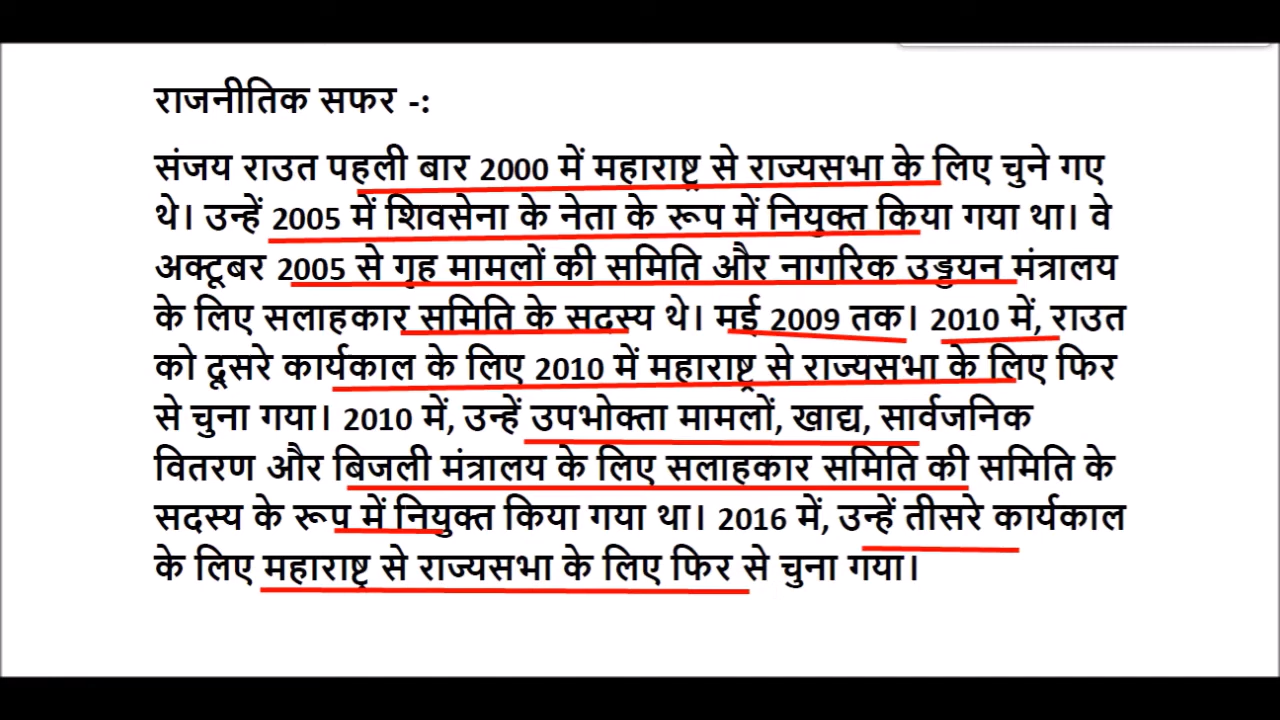 राजनीतिक सफर -:
संजय राउत पहली बार 2000 में महाराष्ट्र से राज्यसभा के लिए चुने गए
थे। उन्हें 2005 में शिवसेना के नेता के रूप में नियुक्त किया गया था। वे
अक्टूबर 2005 से गृह मामलों की समिति और नागरिक उड्डयन मंत्रालय
के लिए सलाहकार समिति के सदस्य थे। मई 2009 तक। 2010 में, राउत
को दूसरे कार्यकाल के लिए 2010 में महाराष्ट्र से राज्यसभा के लिए फिर
से चुना गया। 2010 में, उन्हें उपभोक्ता मामलों, खाद्य, सार्वजनिक
वितरण और बिजली मंत्रालय के लिए सलाहकार समिति की समिति के
सदस्य के रूप में नियुक्त किया गया था। 2016 में, उन्हें तीसरे कार्यकाल
के लिए महाराष्ट्र से राज्यसभा के लिए फिर से चुना गया।